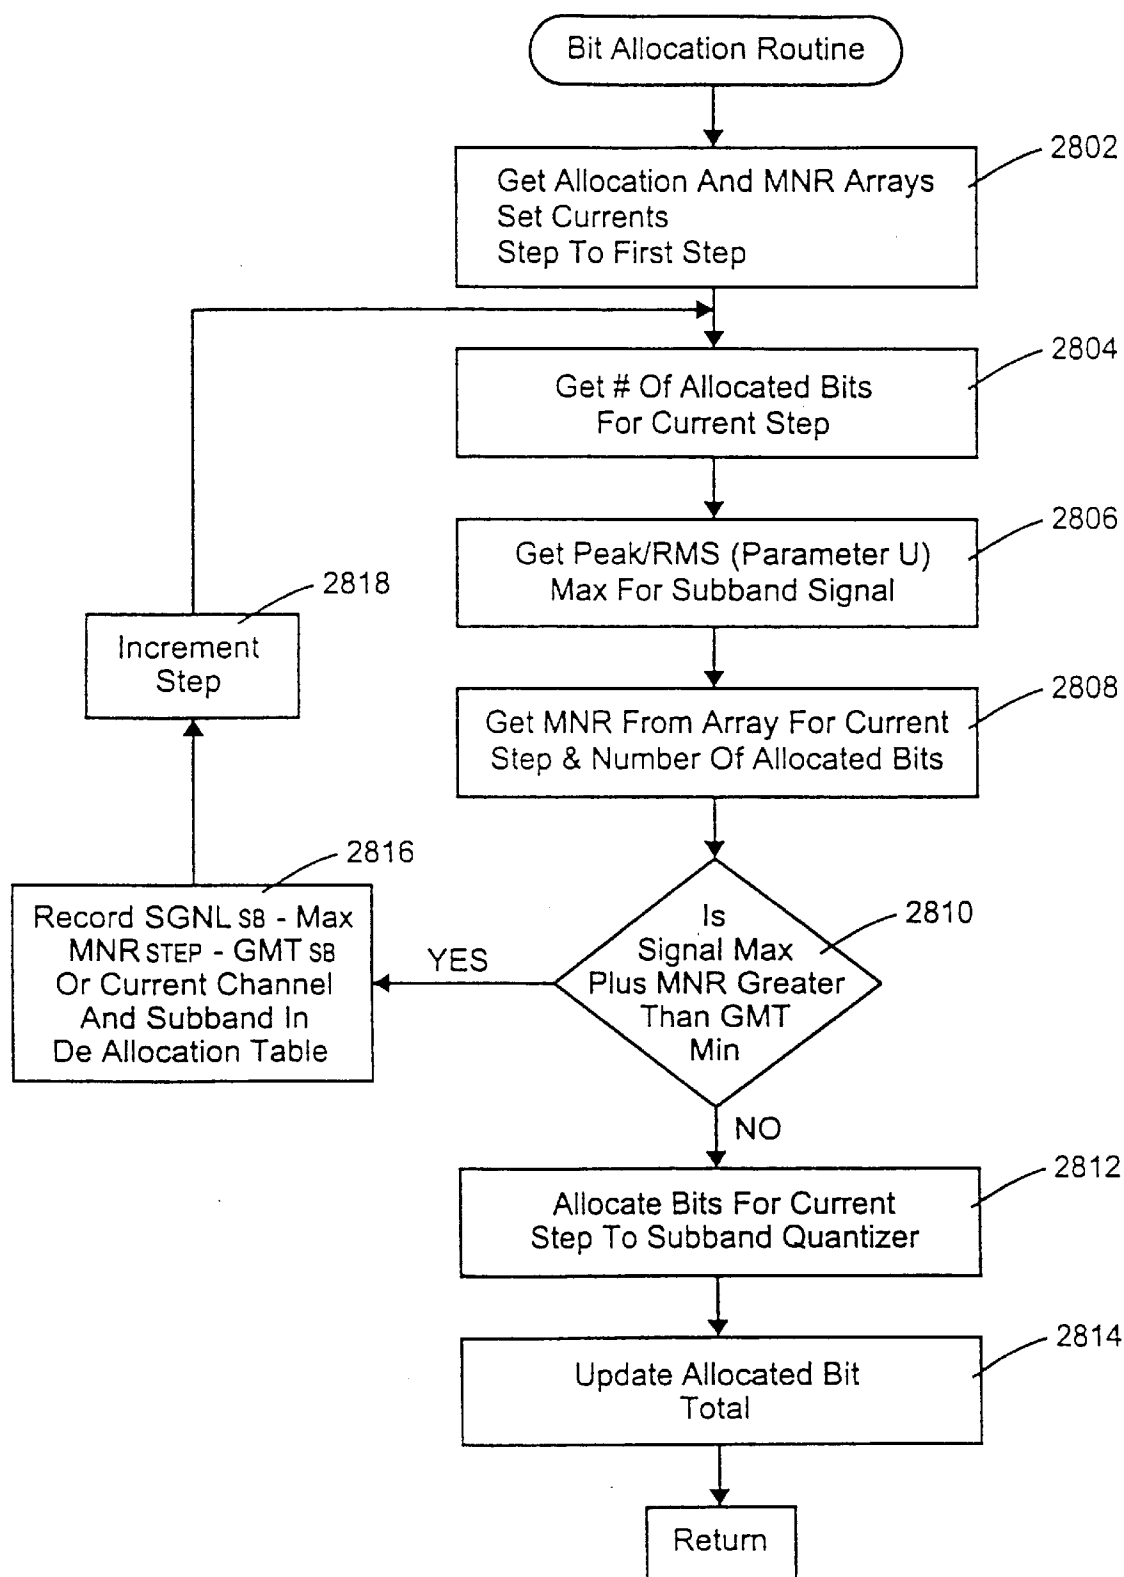 Bit Allocation Routine
2802
Get Allocation And MNR Arrays
Set Currents
Step To First Step
2804
Get # Of Allocated Bits
For Current Step
2806
Get Peak/RMS (Parameter U)
Max For Subband Signal
2818
Increment
Step
2808
Get MNR From Array For Current
Step & Number Of Allocated Bits
2816
Record SGNL SB - Max
MNR STEP - GMT SB
Or Current Channel
And Subband In
De Allocation Table
YES
2810
Is
Signal Max
Plus MNR Greater
Than GMT
Min
NO
2812
Allocate Bits For Current
Step To Subband Quantizer
2814
Update Allocated Bit
Total
Return